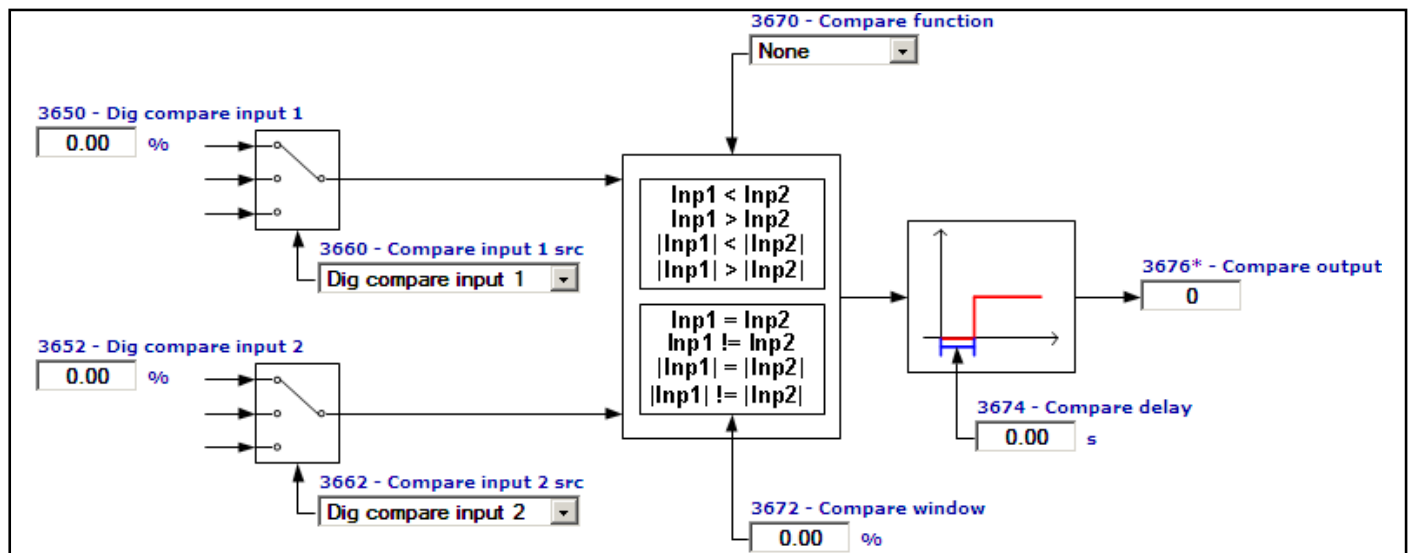 3670 - Compare function
None
3650 - Dig compare input 1
0.00 %
3660 - Compare input 1 src
Dig compare input 1
Inp1 < Inp2
Inp1 > Inp2
|Inp1| < |Inp2|
|Inp1| > |Inp2|
Inp1 = Inp2
Inp1 != Inp2
|Inp1| = |Inp2|
|Inp1| != |Inp2|
3676* - Compare output
0
3652 - Dig compare input 2
0.00 %
3674 - Compare delay
0.00 s
3662 - Compare input 2 src
Dig compare input 2
3672 - Compare window
0.00 %